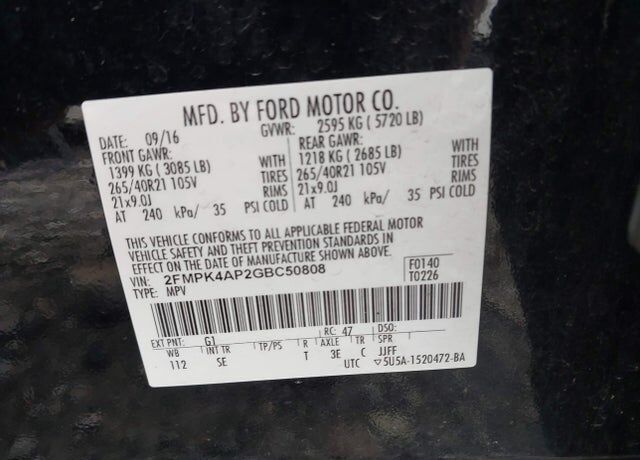 MFD. BY FORD MOTOR CO.
DATE: 09/16 GVWR: 2595 KG ( 5720 LB)
FRONT GAWR: WITH REAR GAWR: WITH
1399 KG ( 3085 LB) TIRES 1218 KG ( 2685 LB) TIRES
265/40R21 105V RIMS 265/40R21 105V RIMS
21x9.0J 21x9.0J
AT 240 kPa/ 35 PSI COLD AT 240 kPa/ 35 PSI COLD
THIS VEHICLE CONFORMS TO ALL APPLICABLE FEDERAL MOTOR
VEHICLE SAFETY AND THEFT PREVENTION STANDARDS IN
EFFECT ON THE DATE OF MANUFACTURE SHOWN ABOVE.
VIN: 2FMPK4AP2GBC50808 F0140
TYPE: MPV T0226
EXT PNT: G1 RC: 47 DSO:
WB INT TR TP/PS R AXLE TR SPR
112 SE T 3E C JJFF
UTC ▽5U5A-1520472-BA